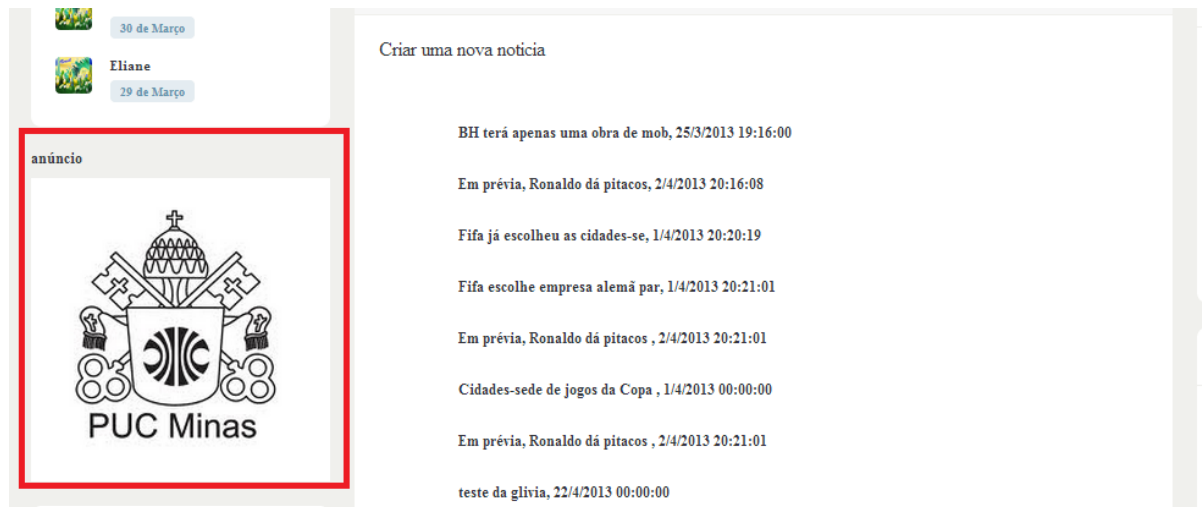 30 de Março
Eliane
29 de Março
anúncio
PUC Minas
Criar uma nova noticia
BH terá apenas uma obra de mob, 25/3/2013 19:16:00
Em prévia, Ronaldo dá pitacos, 2/4/2013 20:16:08
Fifa já escolheu as cidades-se, 1/4/2013 20:20:19
Fifa escolhe empresa alemã par, 1/4/2013 20:21:01
Em prévia, Ronaldo dá pitacos , 2/4/2013 20:21:01
Cidades-sede de jogos da Copa , 1/4/2013 00:00:00
Em prévia, Ronaldo dá pitacos , 2/4/2013 20:21:01
teste da glívia, 22/4/2013 00:00:00